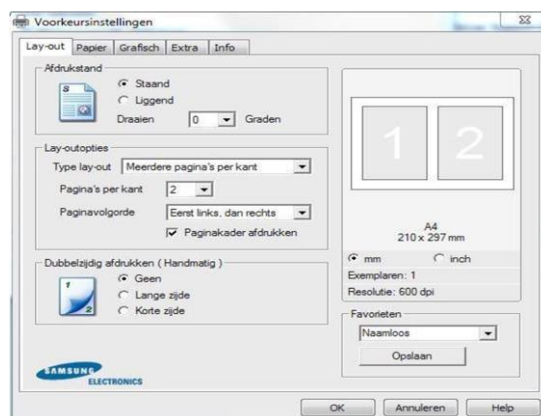 Voorkeursinstellingen
Lay-out Papier Grafisch Extra Info
Afdrukstand
S
Staand
Liggend
Draaien 0 Graden
Lay-outopties
Type lay-out Meerdere pagina's per kant
Pagina's per kant 2
Paginavolgorde Eerst links, dan rechts
Paginakader afdrukken
Dubbelzijdig afdrukken ( Handmatig )
1
2
Geen
Lange zijde
Korte zijde
SAMSUNG
ELECTRONICS
1 2
A4
210 x 297 mm
mm inch
Exemplaren: 1
Resolutie: 600 dpi
Favorieten
Naamloos
Opslaan
OK Annuleren Help